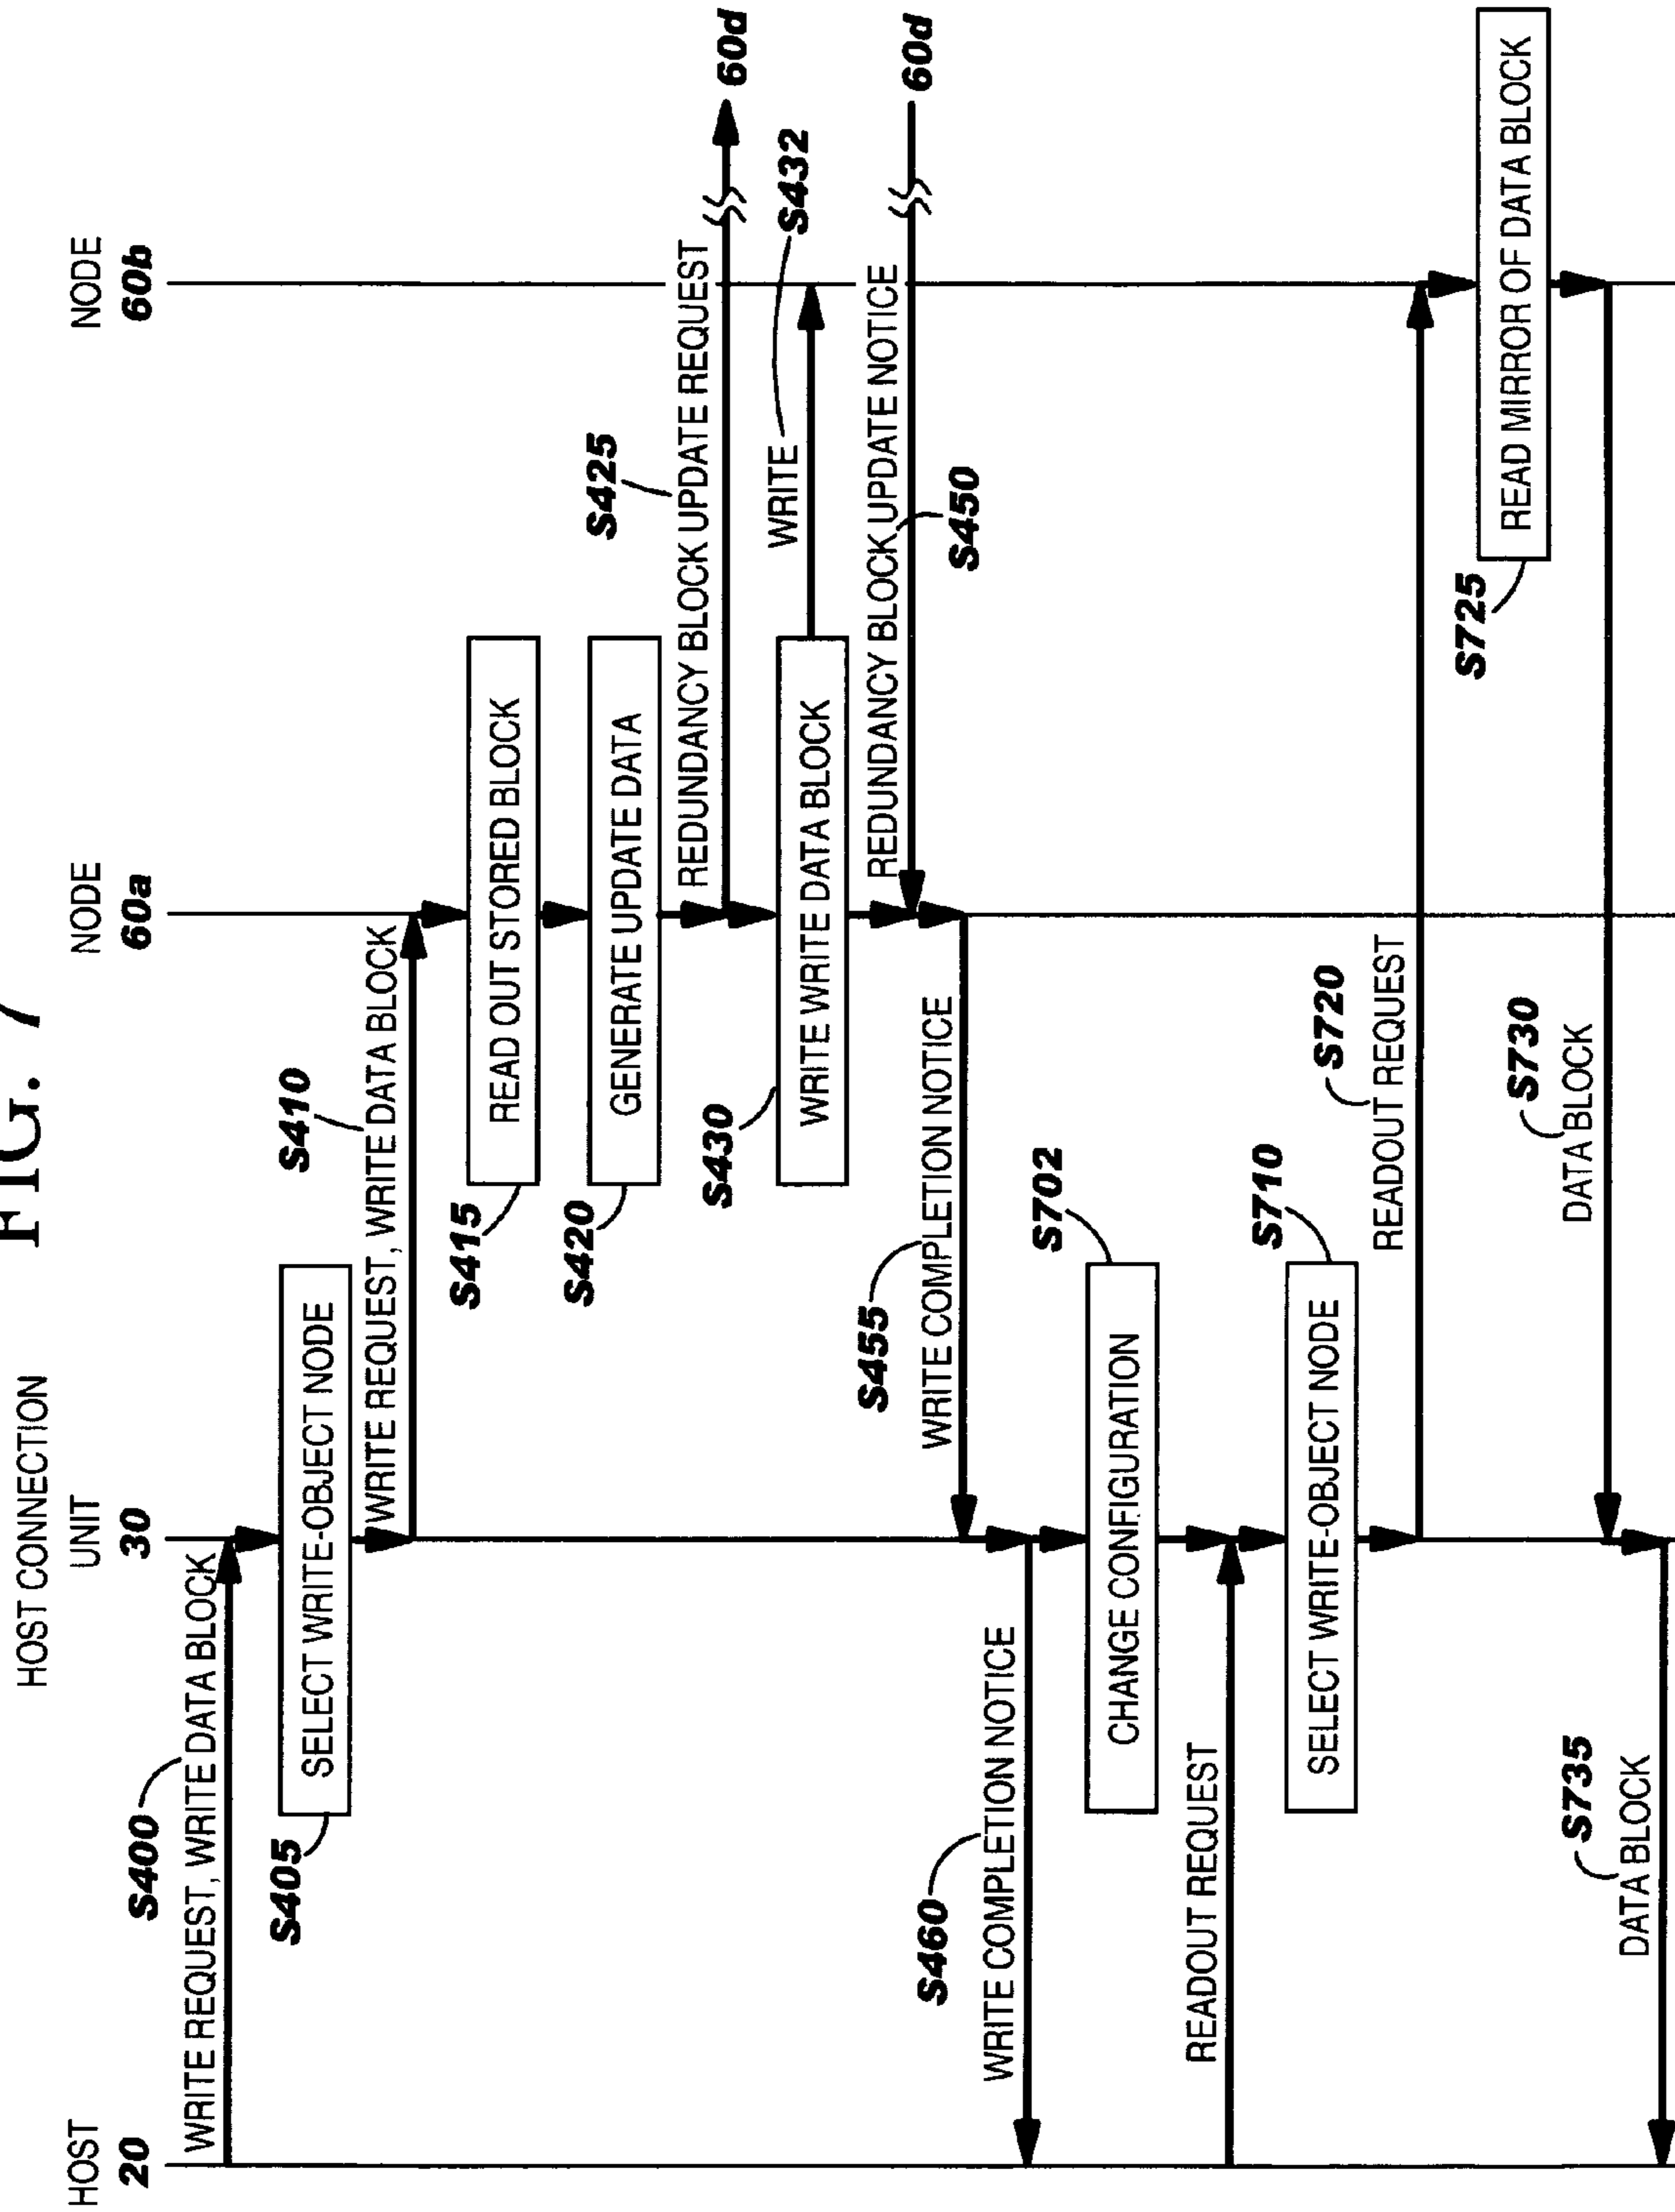 FIG. 7
HOST
20
HOST CONNECTION
UNIT
30
NODE
60a
NODE
60b
S400
WRITE REQUEST, WRITE DATA BLOCK
S405
SELECT WRITE-OBJECT NODE
S410
WRITE REQUEST, WRITE DATA BLOCK
S415
READ OUT STORED BLOCK
S420
GENERATE UPDATE DATA
S425
REDUNDANCY BLOCK UPDATE REQUEST
60d
S430
WRITE WRITE DATA BLOCK
WRITE
S432
REDUNDANCY BLOCK UPDATE NOTICE
60d
S450
S455
WRITE COMPLETION NOTICE
S460
WRITE COMPLETION NOTICE
S702
CHANGE CONFIGURATION
READOUT REQUEST
S710
SELECT WRITE-OBJECT NODE
S720
READOUT REQUEST
S725
READ MIRROR OF DATA BLOCK
S730
DATA BLOCK
S735
DATA BLOCK